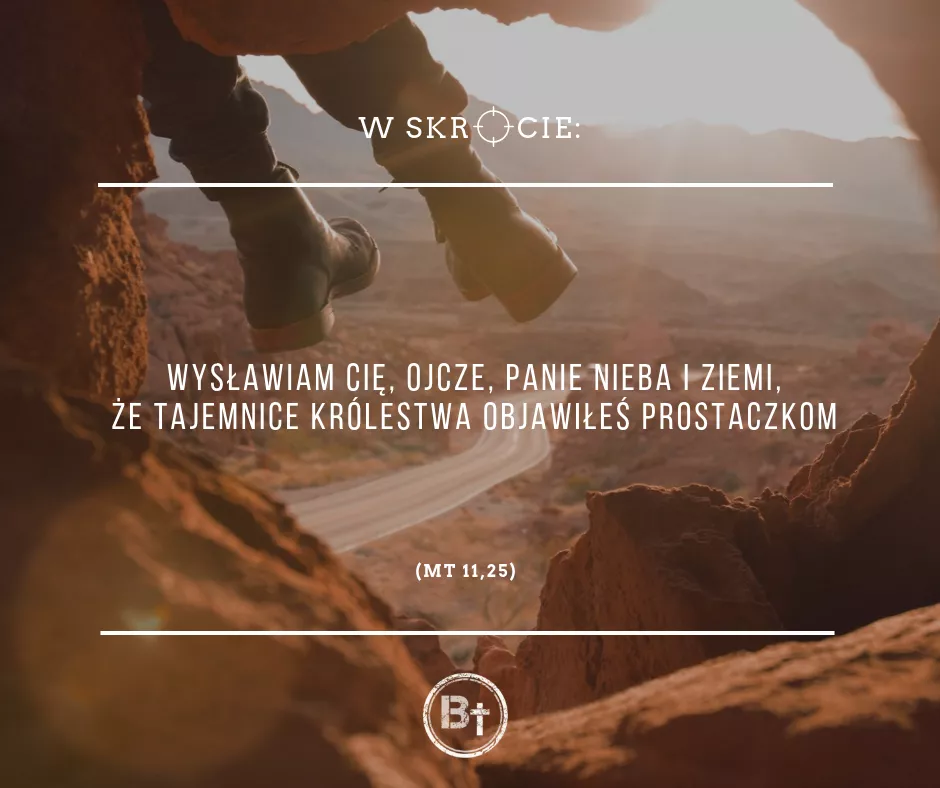 W SKRÓCIE:
WYSŁAWIAM CIĘ, OJCZE, PANIE NIEBA I ZIEMI,
ŻE TAJEMNICE KRÓLESTWA OBJAWIŁEŚ PROSTACZKOM
(MT 11,25)
B†